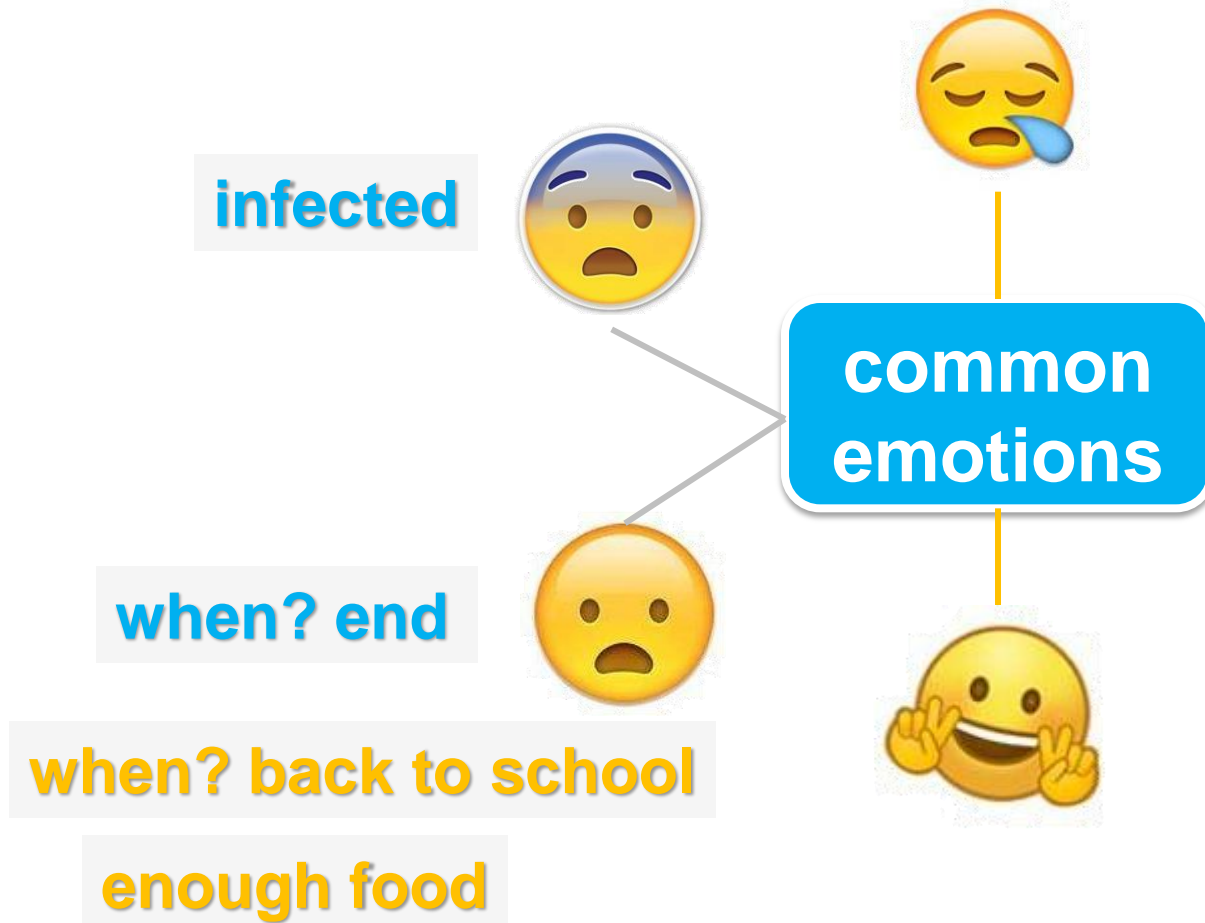 infected
common
emotions
when? end
when? back to school
enough food